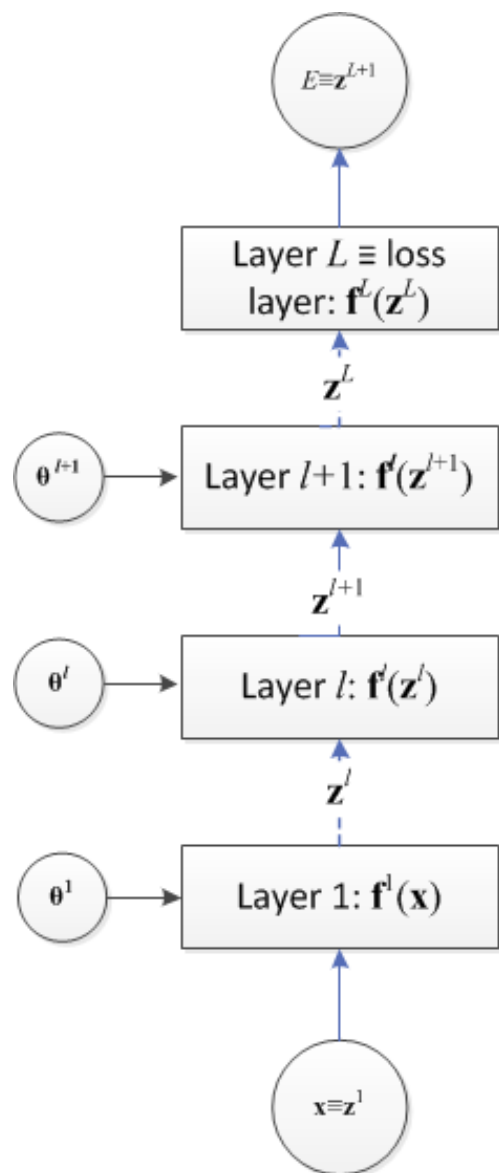 E≡z^{L+1}
Layer L ≡ loss
layer: f^L(z^L)
z^L
θ^{l+1}
Layer l+1: f^l(z^{l+1})
z^{l+1}
θ^l
Layer l: f^l(z^l)
z^l
θ^1
Layer 1: f^1(x)
x≡z^1